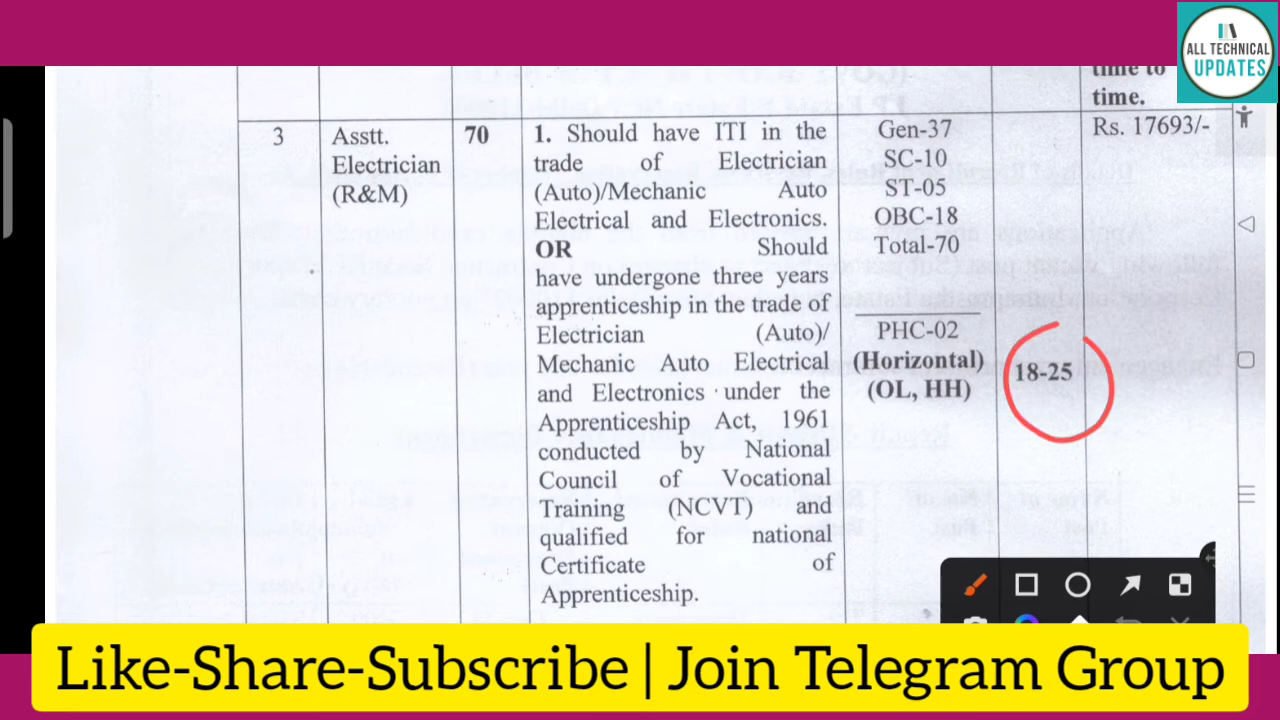 ALL TECHNICAL
UPDATES
time to
time.
3
Asstt.
Electrician
(R&M)
70
1. Should have ITI in the
trade of Electrician
(Auto)/Mechanic Auto
Electrical and Electronics.
OR Should
have undergone three years
apprenticeship in the trade of
Electrician (Auto)/
Mechanic Auto Electrical
and Electronics under the
Apprenticeship Act, 1961
conducted by National
Council of Vocational
Training (NCVT) and
qualified for national
Certificate of
Apprenticeship.
Gen-37
SC-10
ST-05
OBC-18
Total-70
PHC-02
(Horizontal)
(OL, HH)
18-25
Rs. 17693/-
Like-Share-Subscribe | Join Telegram Group